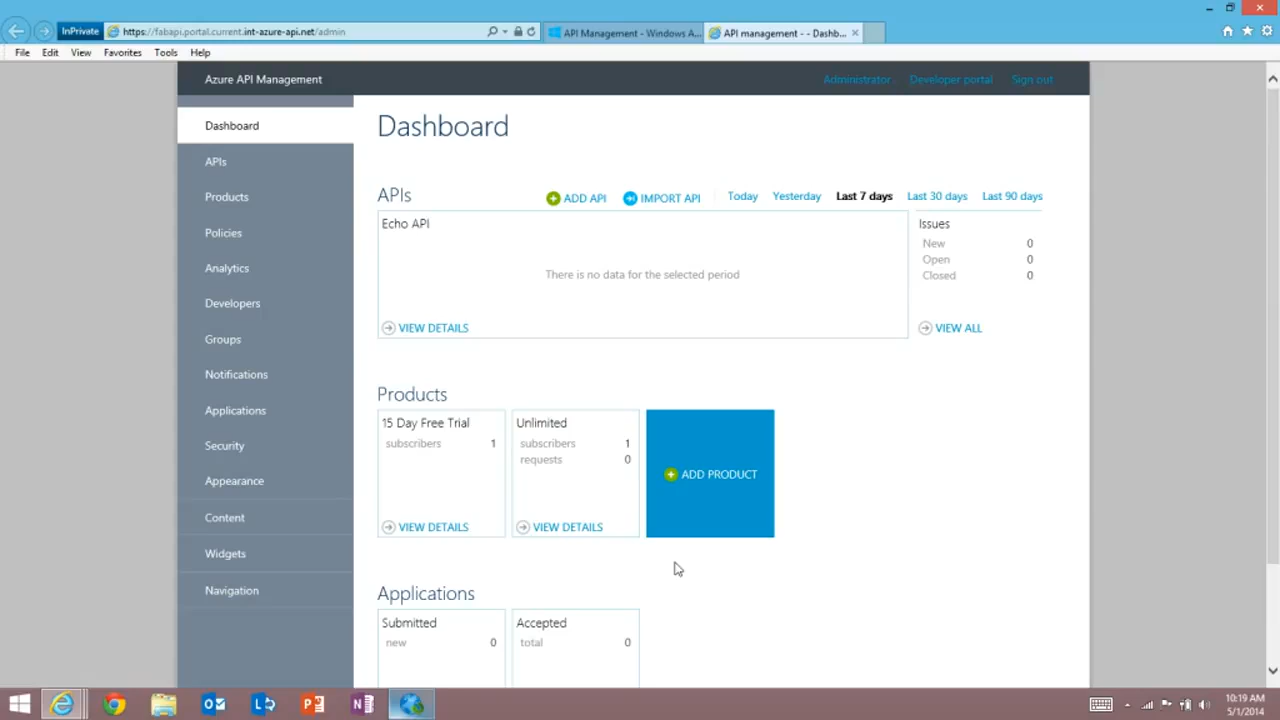 InPrivate
https://fabapi.portal.current.int-azure-api.net/admin
API Management - Windows A...
API management - - Dashb...
File Edit View Favorites Tools Help
Azure API Management
Administrator Developer portal Sign out
Dashboard
APIs
Products
Policies
Analytics
Developers
Groups
Notifications
Applications
Security
Appearance
Content
Widgets
Navigation
Dashboard
APIs
ADD API IMPORT API Today Yesterday Last 7 days Last 30 days Last 90 days
Echo API
There is no data for the selected period
VIEW DETAILS
Issues
New 0
Open 0
Closed 0
VIEW ALL
Products
15 Day Free Trial
subscribers 1
VIEW DETAILS
Unlimited
subscribers 1
requests 0
VIEW DETAILS
ADD PRODUCT
Applications
Submitted
new 0
Accepted
total 0
10:19 AM
5/1/2014